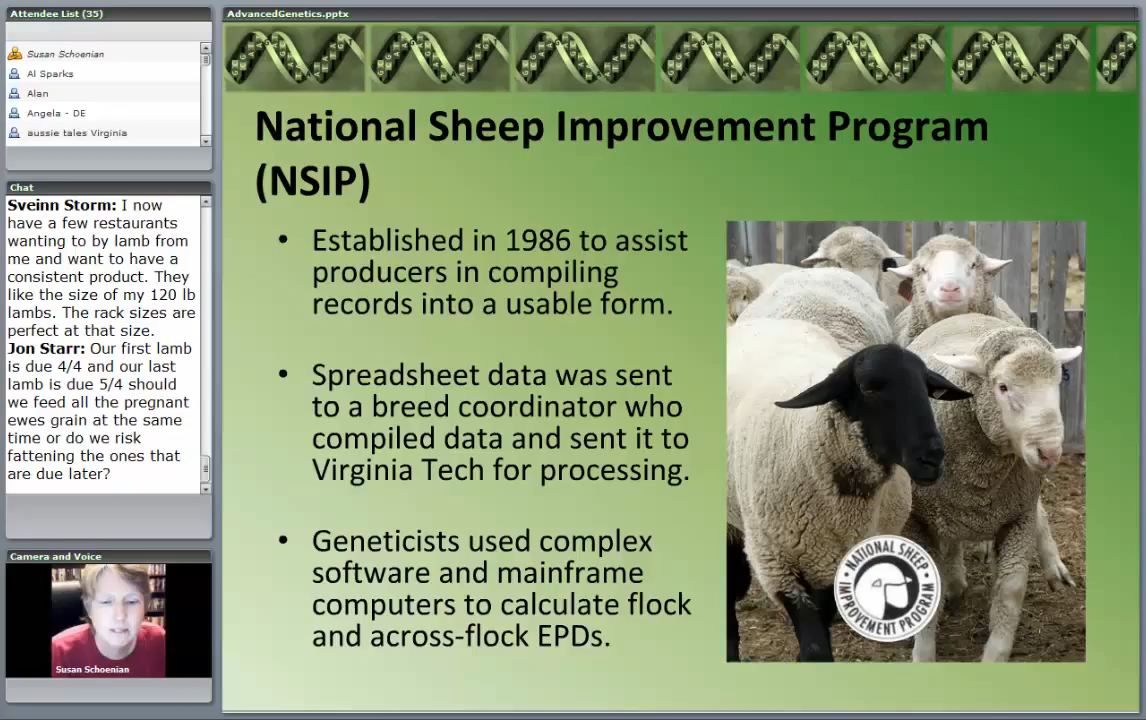 Attendee List (35)
Susan Schoenian
Al Sparks
Alan
Angela - DE
aussie tales Virginia
Chat
Sveinn Storm: I now
have a few restaurants
wanting to by lamb from
me and want to have a
consistent product. They
like the size of my 120 lb
lambs. The rack sizes are
perfect at that size.
Jon Starr: Our first lamb
is due 4/4 and our last
lamb is due 5/4 should
we feed all the pregnant
ewes grain at the same
time or do we risk
fattening the ones that
are due later?
Camera and Voice
Susan Schoenian
AdvancedGenetics.pptx
National Sheep Improvement Program
(NSIP)
• Established in 1986 to assist
producers in compiling
records into a usable form.
• Spreadsheet data was sent
to a breed coordinator who
compiled data and sent it to
Virginia Tech for processing.
• Geneticists used complex
software and mainframe
computers to calculate flock
and across-flock EPDs.
• NATIONAL SHEEP •
IMPROVEMENT PROGRAM